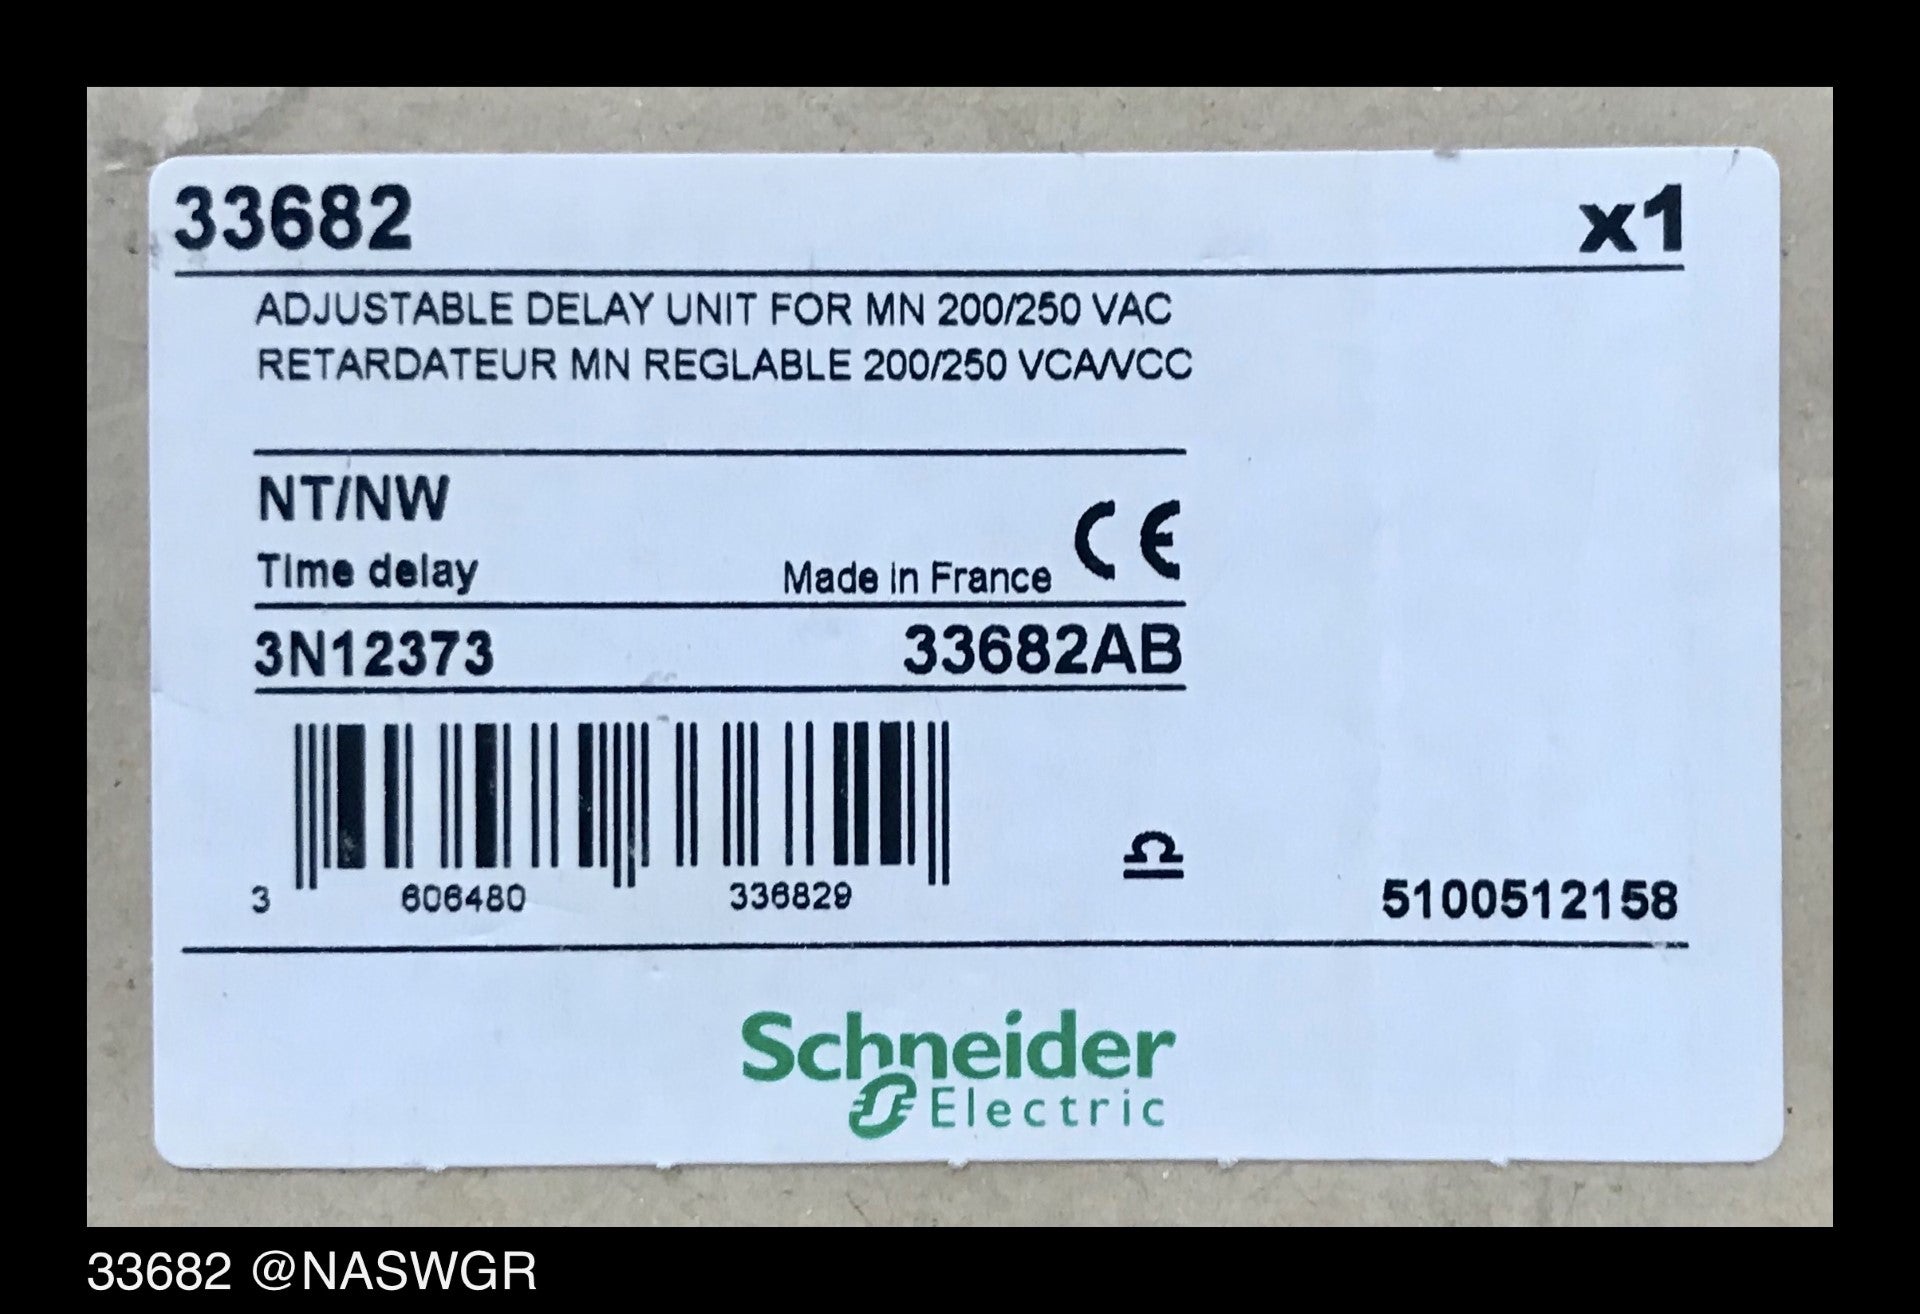 33682 x1
ADJUSTABLE DELAY UNIT FOR MN 200/250 VAC
RETARDATEUR MN REGLABLE 200/250 VCA/VCC
NT/NW
Time delay Made in France CE
3N12373 33682AB
3 606480 336829
5100512158
Schneider
Electric
33682 @NASWGR